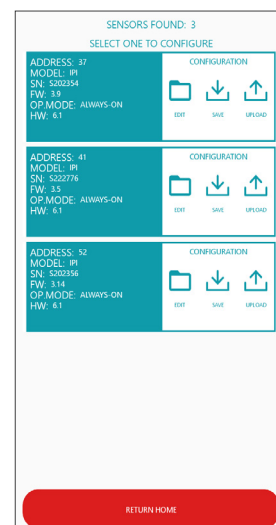 SENSORS FOUND: 3
SELECT ONE TO CONFIGURE
ADDRESS: 37
MODEL: IPI
SN: S202354
FW: 3.9
OP.MODE: ALWAYS-ON
HW: 6.1
CONFIGURATION
EDIT SAVE UPLOAD
ADDRESS: 41
MODEL: IPI
SN: S222776
FW: 3.5
OP.MODE: ALWAYS-ON
HW: 6.1
CONFIGURATION
EDIT SAVE UPLOAD
ADDRESS: 52
MODEL: IPI
SN: S202356
FW: 3.14
OP.MODE: ALWAYS-ON
HW: 6.1
CONFIGURATION
EDIT SAVE UPLOAD
RETURN HOME